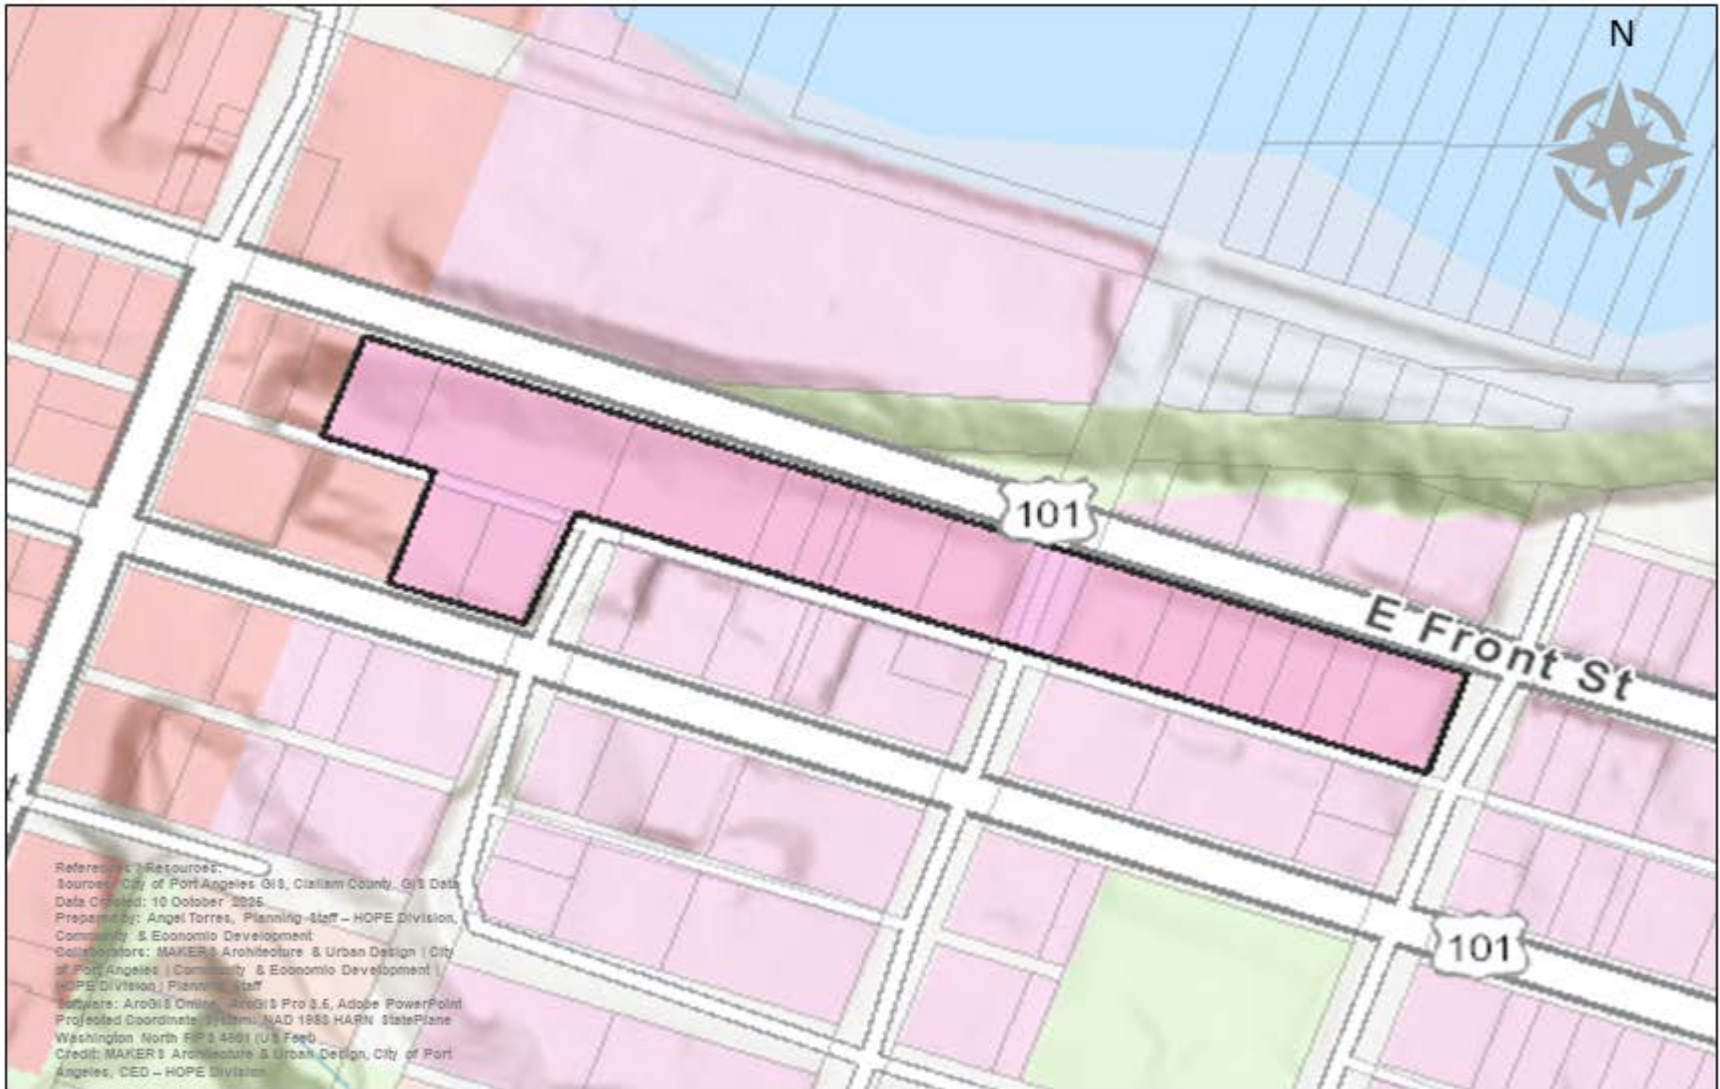 N
101
E Front St
t
References / Resources:
Sources: City of Port Angeles GIS, Clallam County GIS Data
Data Created: 10 October 2025
Prepared by: Angel Torres, Planning Staff – HOPE Division,
Community & Economic Development
Collaborators: MAKERS Architecture & Urban Design | City
of Port Angeles | Community & Economic Development |
HOPE Division | Planning Staff
Software: ArcGIS Online, ArcGIS Pro 3.5, Adobe PowerPoint
Projected Coordinate System: NAD 1983 HARN StatePlane
Washington North FIPS 4601 (US Feet)
Credit: MAKERS Architecture & Urban Design, City of Port
Angeles, CED – HOPE Division
101